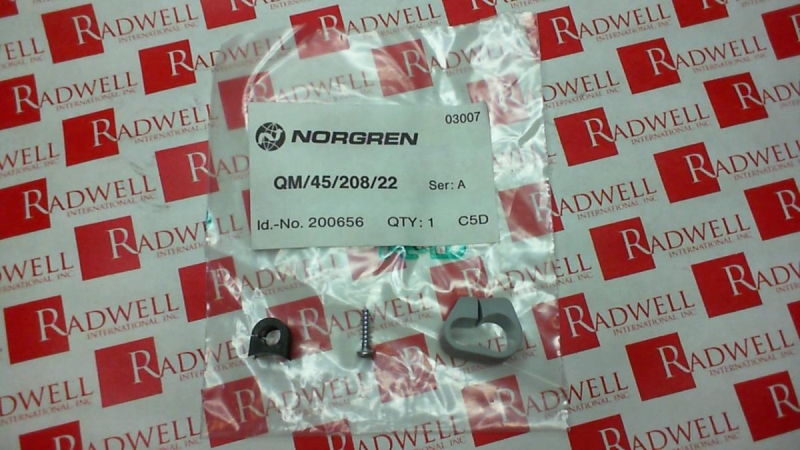 03007
NORGREN
QM/45/208/22 Ser: A
Id.-No. 200656 QTY: 1 C5D
RADWELL
INTERNATIONAL INC